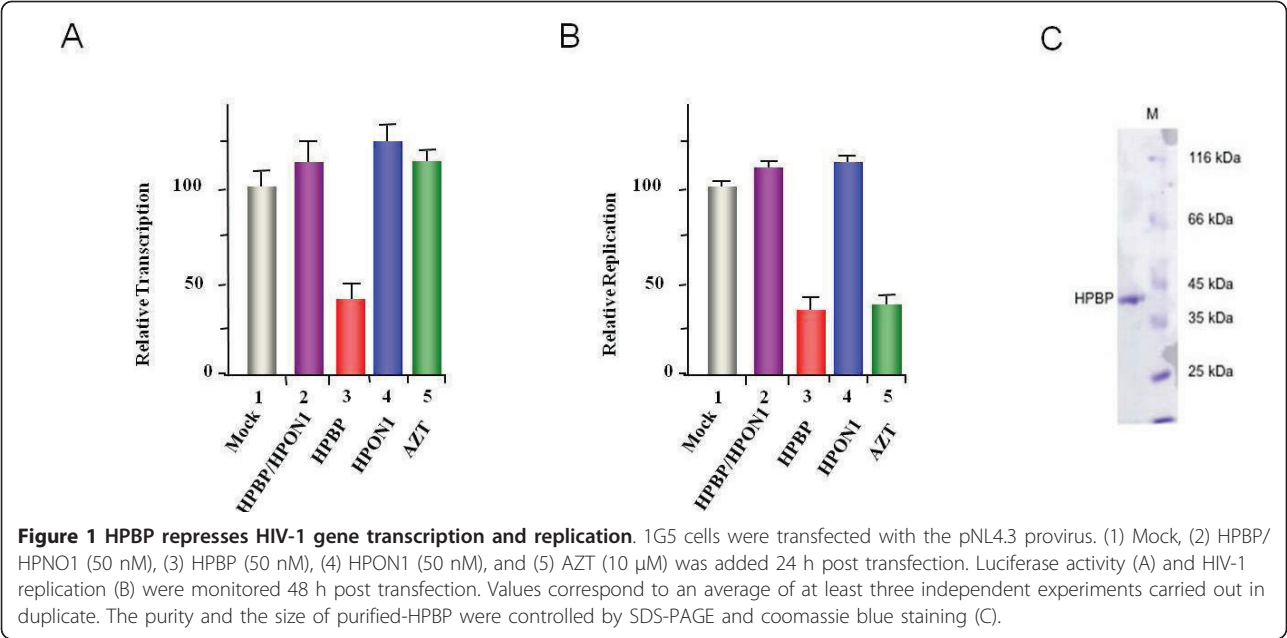 A
B
C
Relative Transcription
100
50
0
1
2
3
4
5
Mock
HPBP/HPON1
HPBP
HPON1
AZT
Relative Replication
100
50
0
1
2
3
4
5
Mock
HPBP/HPON1
HPBP
HPON1
AZT
M
116 kDa
66 kDa
45 kDa
HPBP
35 kDa
25 kDa
Figure 1 HPBP represses HIV-1 gene transcription and replication. 1G5 cells were transfected with the pNL4.3 provirus. (1) Mock, (2) HPBP/
HPNO1 (50 nM), (3) HPBP (50 nM), (4) HPON1 (50 nM), and (5) AZT (10 μM) was added 24 h post transfection. Luciferase activity (A) and HIV-1
replication (B) were monitored 48 h post transfection. Values correspond to an average of at least three independent experiments carried out in
duplicate. The purity and the size of purified-HPBP were controlled by SDS-PAGE and coomassie blue staining (C).